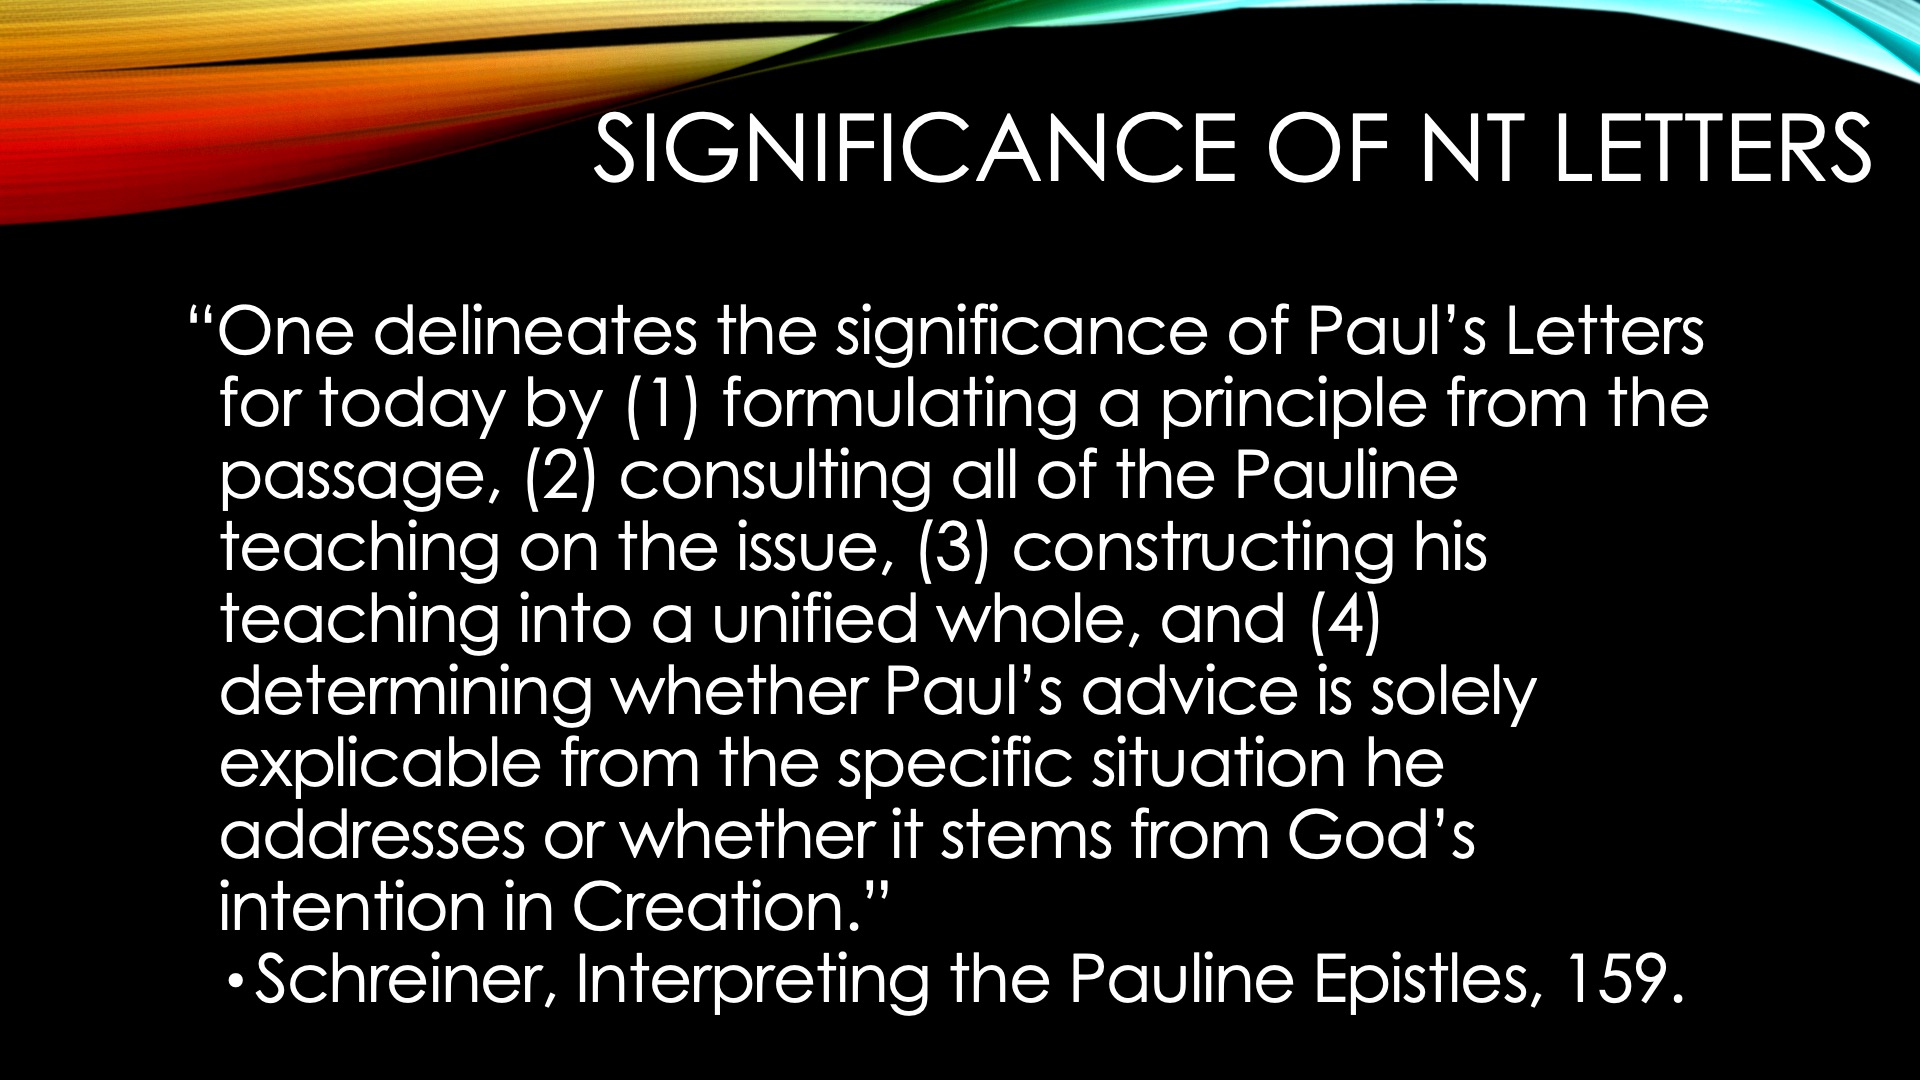 SIGNIFICANCE OF NT LETTERS
“One delineates the significance of Paul’s Letters
for today by (1) formulating a principle from the
passage, (2) consulting all of the Pauline
teaching on the issue, (3) constructing his
teaching into a unified whole, and (4)
determining whether Paul’s advice is solely
explicable from the specific situation he
addresses or whether it stems from God’s
intention in Creation.”
• Schreiner, Interpreting the Pauline Epistles, 159.